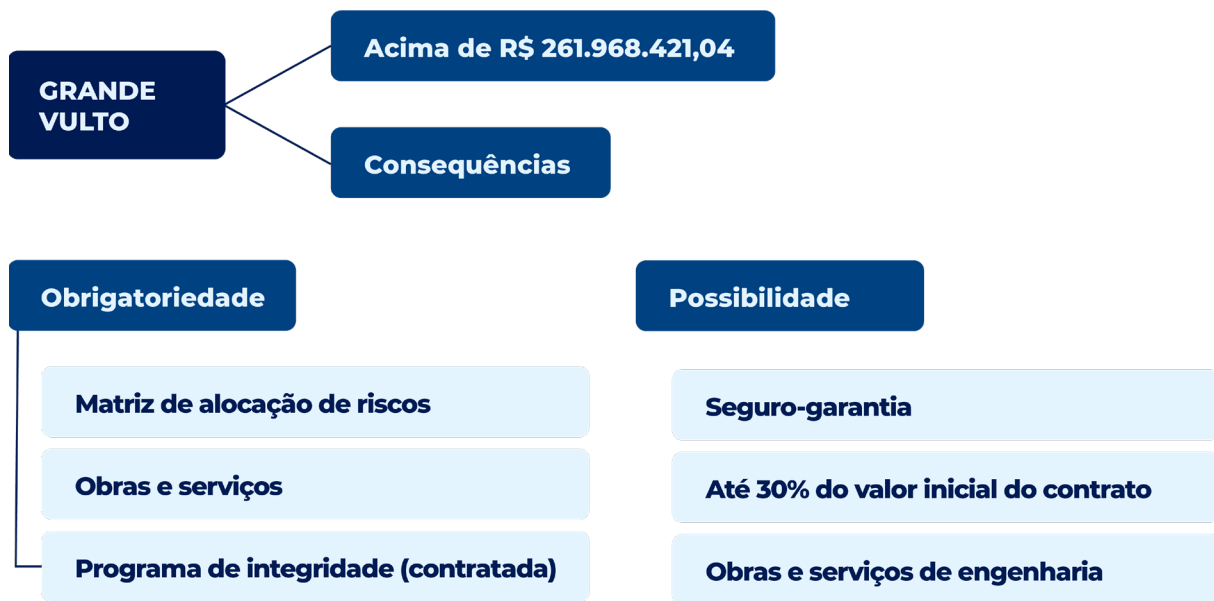 GRANDE
VULTO
Acima de R$ 261.968.421,04
Consequências
Obrigatoriedade
Matriz de alocação de riscos
Obras e serviços
Programa de integridade (contratada)
Possibilidade
Seguro-garantia
Até 30% do valor inicial do contrato
Obras e serviços de engenharia